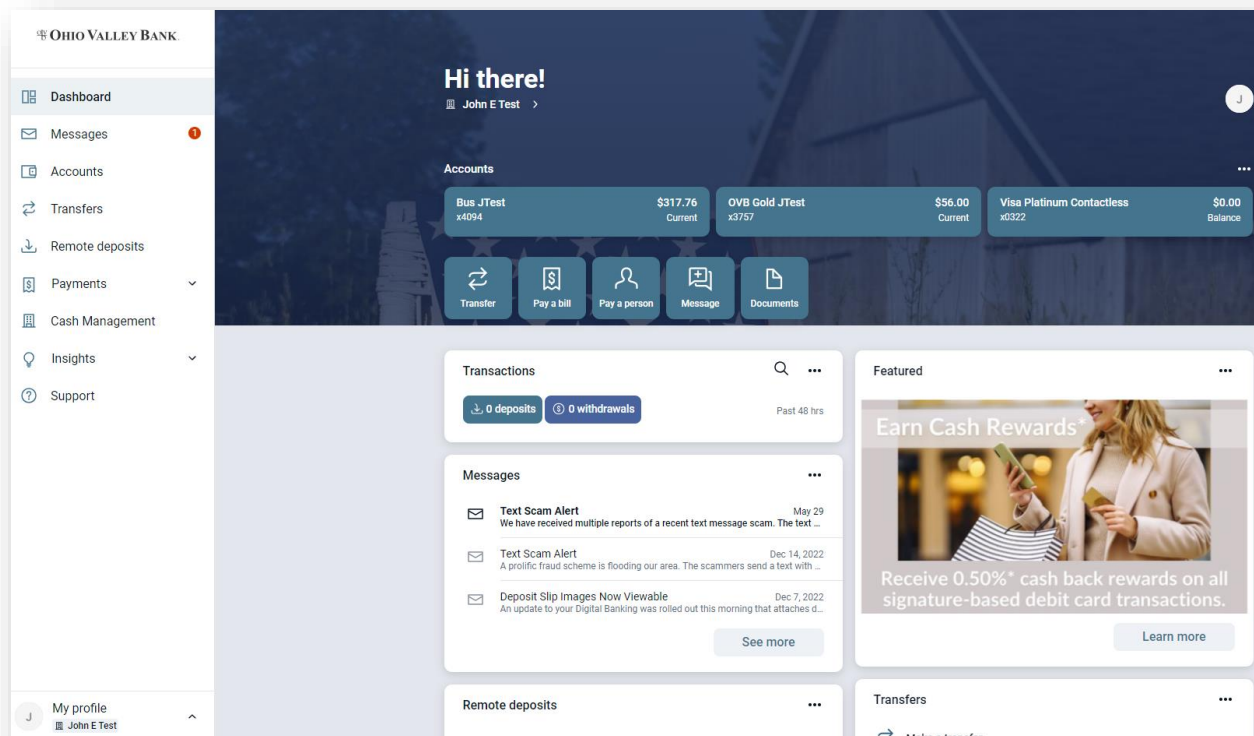 OHIO VALLEY BANK
Dashboard
Messages 1
Accounts
Transfers
Remote deposits
Payments
Cash Management
Insights
Support
J My profile
John E Test
Hi there!
John E Test
J
Accounts
Bus JTest $317.76
x4094 Current
OVB Gold JTest $56.00
x3757 Current
Visa Platinum Contactless $0.00
x0322 Balance
Transfer Pay a bill Pay a person Message Documents
Transactions
0 deposits 0 withdrawals Past 48 hrs
Messages
Text Scam Alert May 29
We have received multiple reports of a recent text message scam. The text ...
Text Scam Alert Dec 14, 2022
A prolific fraud scheme is flooding our area. The scammers send a text with ...
Deposit Slip Images Now Viewable Dec 7, 2022
An update to your Digital Banking was rolled out this morning that attaches d...
See more
Remote deposits
Featured
Earn Cash Rewards*
Receive 0.50%* cash back rewards on all
signature-based debit card transactions.
Learn more
Transfers
Make a transfer